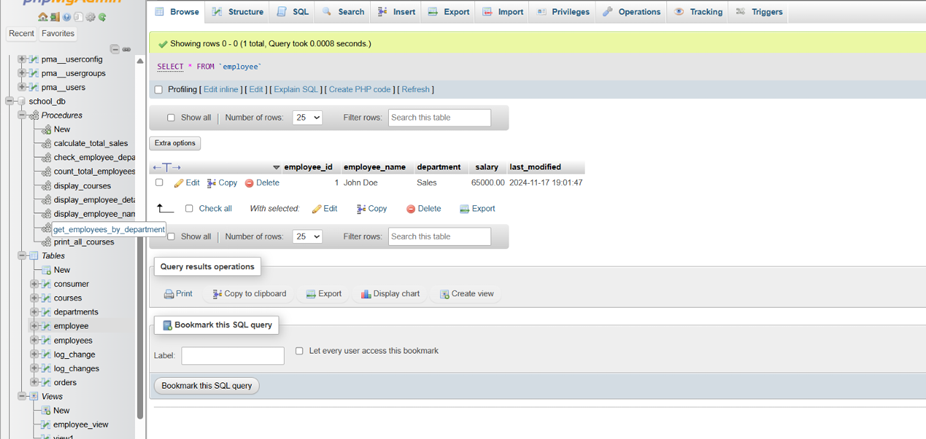 phpMyAdmin
Recent Favorites
pma__userconfig
pma__usergroups
pma__users
school_db
Procedures
New
calculate_total_sales
check_employee_depa
count_total_employees
display_courses
display_employee_deta
display_employee_nam
get_employees_by_department
print_all_courses
Tables
New
consumer
courses
departments
employee
employees
log_change
log_changes
orders
Views
New
employee_view
view1
Browse Structure SQL Search Insert Export Import Privileges Operations Tracking Triggers
Showing rows 0 - 0 (1 total, Query took 0.0008 seconds.)
SELECT * FROM `employee`
Profiling [ Edit inline ] [ Edit ] [ Explain SQL ] [ Create PHP code ] [ Refresh ]
Show all Number of rows: 25 Filter rows: Search this table
Extra options
←T→ employee_id employee_name department salary last_modified
Edit Copy Delete 1 John Doe Sales 65000.00 2024-11-17 19:01:47
Check all With selected: Edit Copy Delete Export
Show all Number of rows: 25 Filter rows: Search this table
Query results operations
Print Copy to clipboard Export Display chart Create view
Bookmark this SQL query
Label: Let every user access this bookmark
Bookmark this SQL query